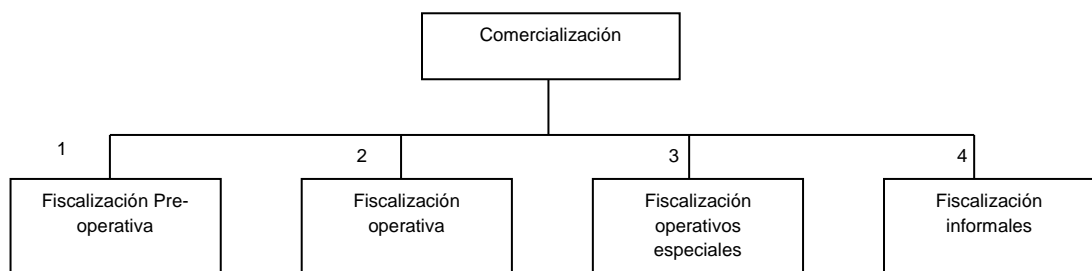 Comercialización
1
2
3
4
Fiscalización Pre-
operativa
Fiscalización
operativa
Fiscalización
operativos
especiales
Fiscalización
informales